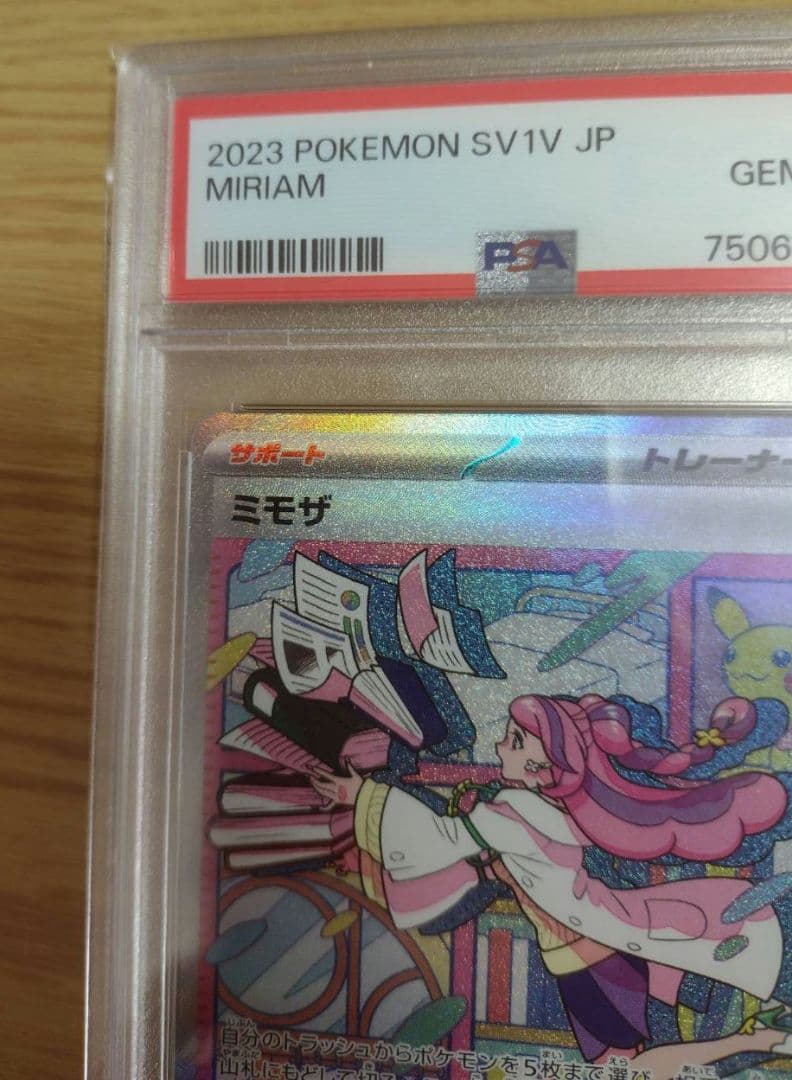 2023 POKEMON SV1V JP
MIRIAM
GEM
PSA
7506
サポート
トレーナー
ミモザ
自分のトラッシュからポケモンを5枚まで選び
山札にもどして切る